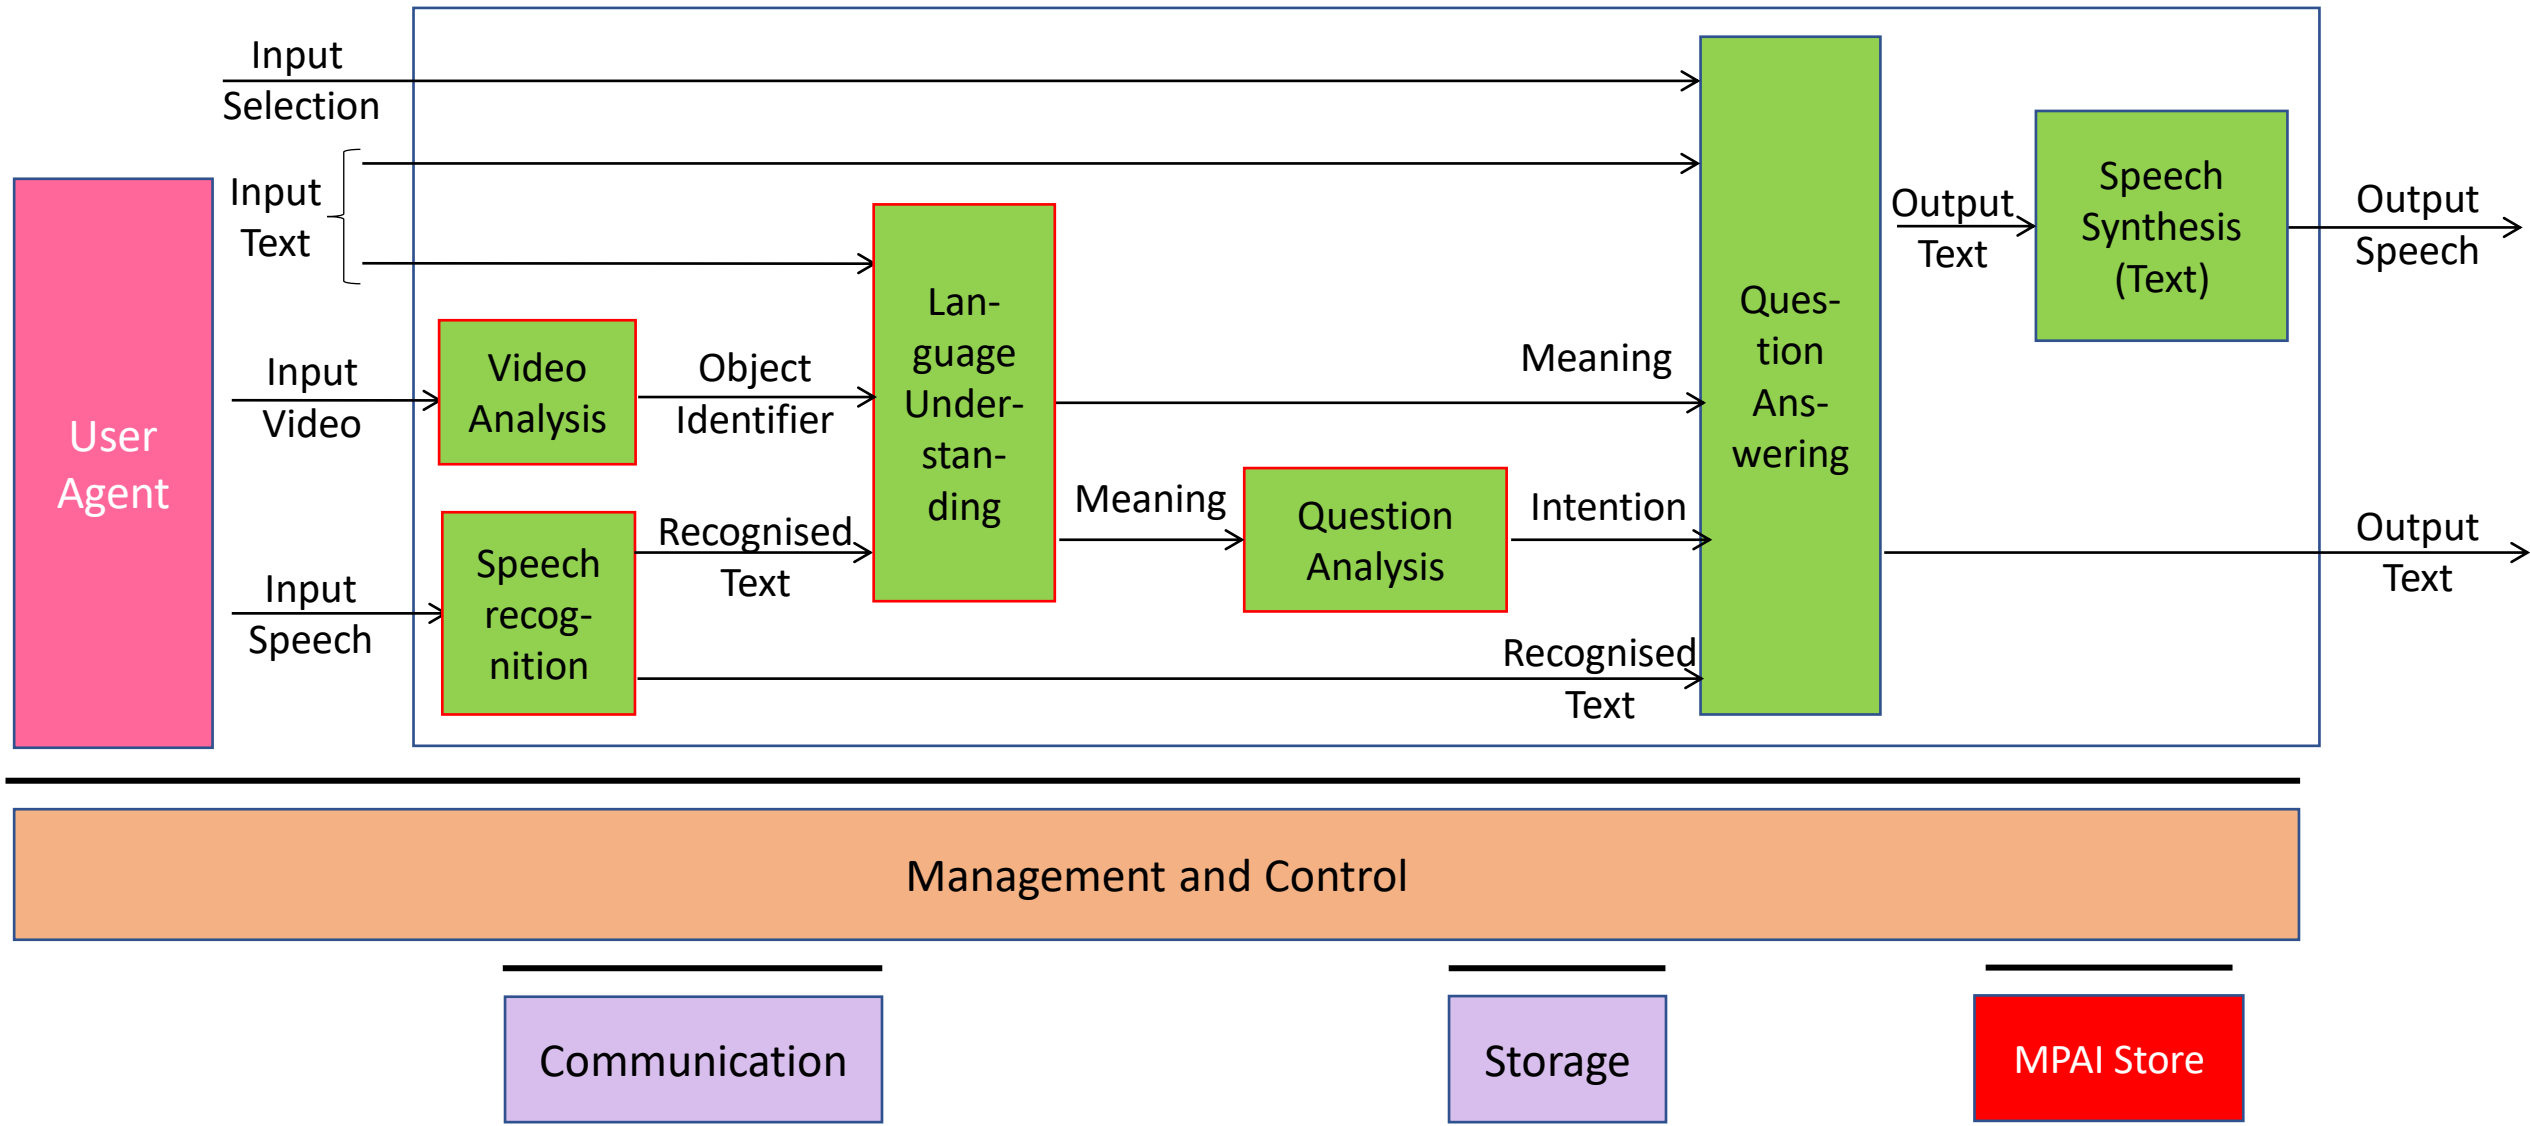 Input
Selection
Input
Text
User
Agent
Input
Video
Input
Speech
Video
Analysis
Object
Identifier
Speech
recog-
nition
Recognised
Text
Lan-
guage
Under-
stan-
ding
Meaning
Meaning
Question
Analysis
Intention
Recognised
Text
Ques-
tion
Ans-
wering
Output
Text
Speech
Synthesis
(Text)
Output
Speech
Output
Text
Management and Control
Communication
Storage
MPAI Store